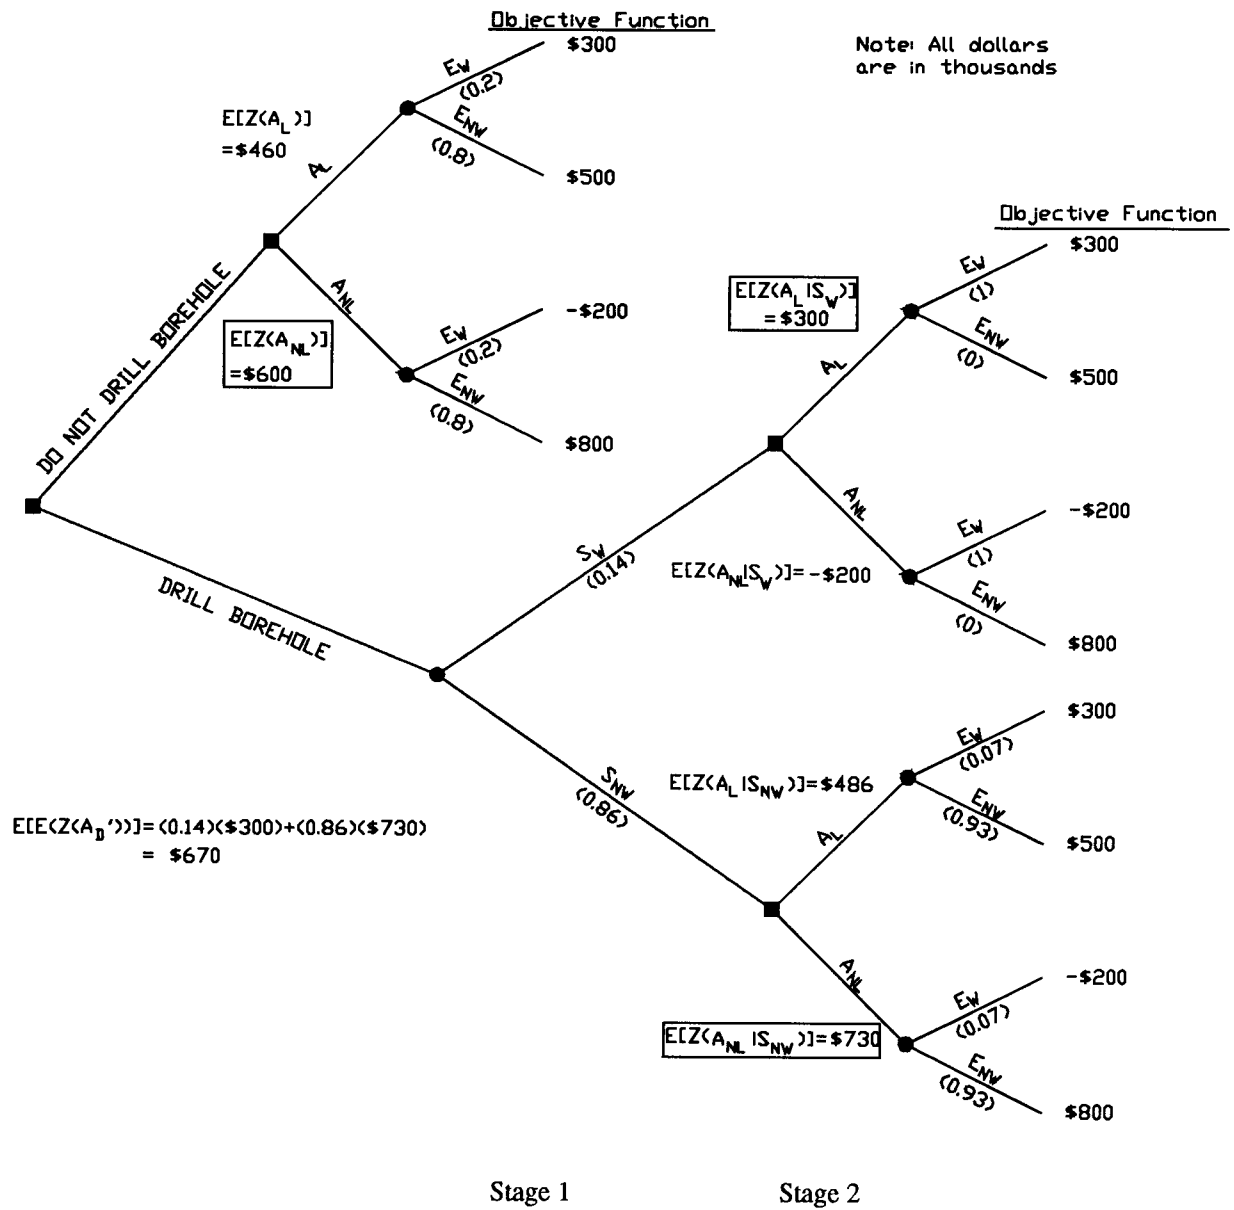 Objective Function
$300
Note: All dollars
are in thousands
EW
(0.2)
E[Z(AL)]
=$460
ENW
(0.8)
AL
$500
Objective Function
$300
DO NOT DRILL BOREHOLE
ANL
E[Z(ANL)]
=$600
EW
(0.2)
-$200
ENW
(0.8)
$800
E[Z(AL|SW)]
=$300
EW
(1)
ENW
(0)
AL
$500
DRILL BOREHOLE
SW
(0.14)
ANL
E[Z(ANL|SW)]=-$200
EW
(1)
-$200
ENW
(0)
$800
$300
SNW
(0.86)
E[Z(AL|SNW)]=$486
EW
(0.07)
ENW
(0.93)
AL
$500
E[E(Z(AD'))]=(0.14)($300)+(0.86)($730)
= $670
ANL
E[Z(ANL |SNW)]=$730
EW
(0.07)
-$200
ENW
(0.93)
$800
Stage 1
Stage 2